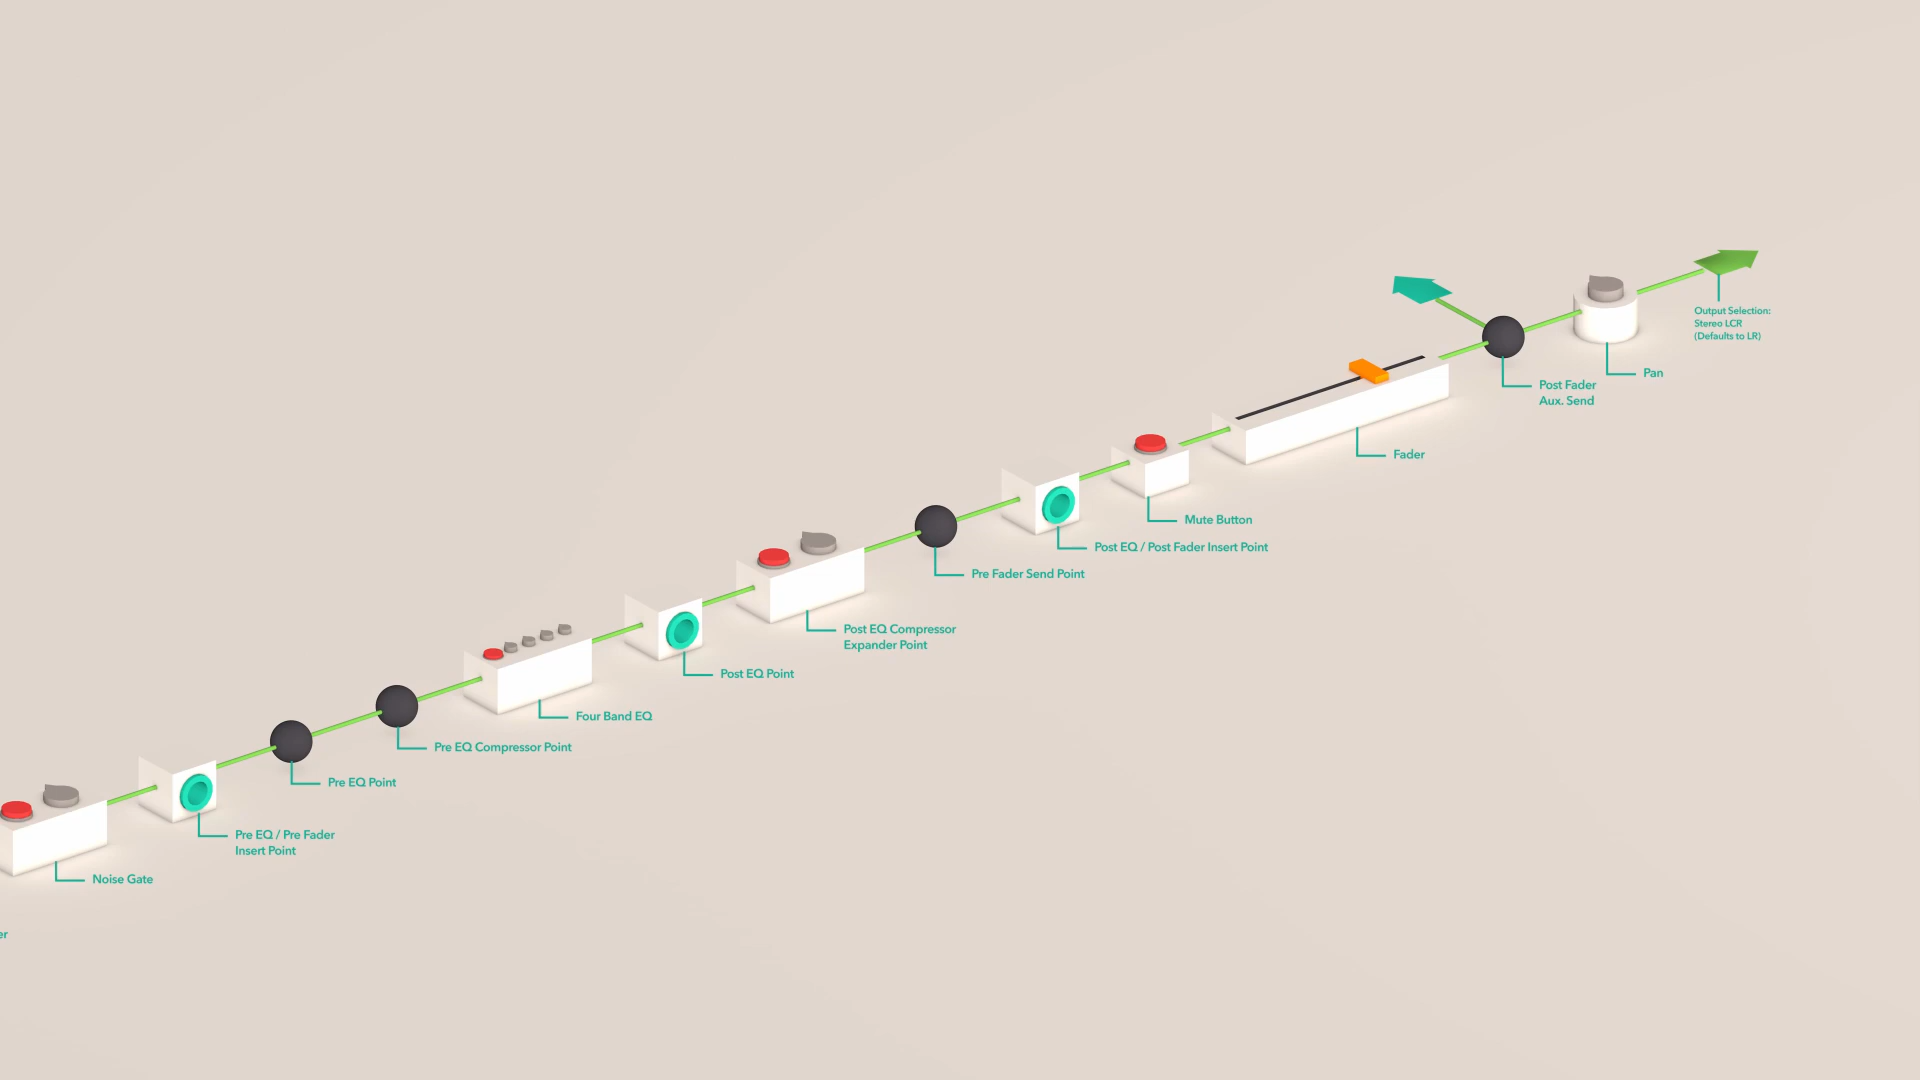 er
Noise Gate
Pre EQ / Pre Fader
Insert Point
Pre EQ Point
Pre EQ Compressor Point
Four Band EQ
Post EQ Point
Post EQ Compressor
Expander Point
Pre Fader Send Point
Post EQ / Post Fader Insert Point
Mute Button
Fader
Post Fader
Aux. Send
Pan
Output Selection:
Stereo LCR
(Defaults to LR)